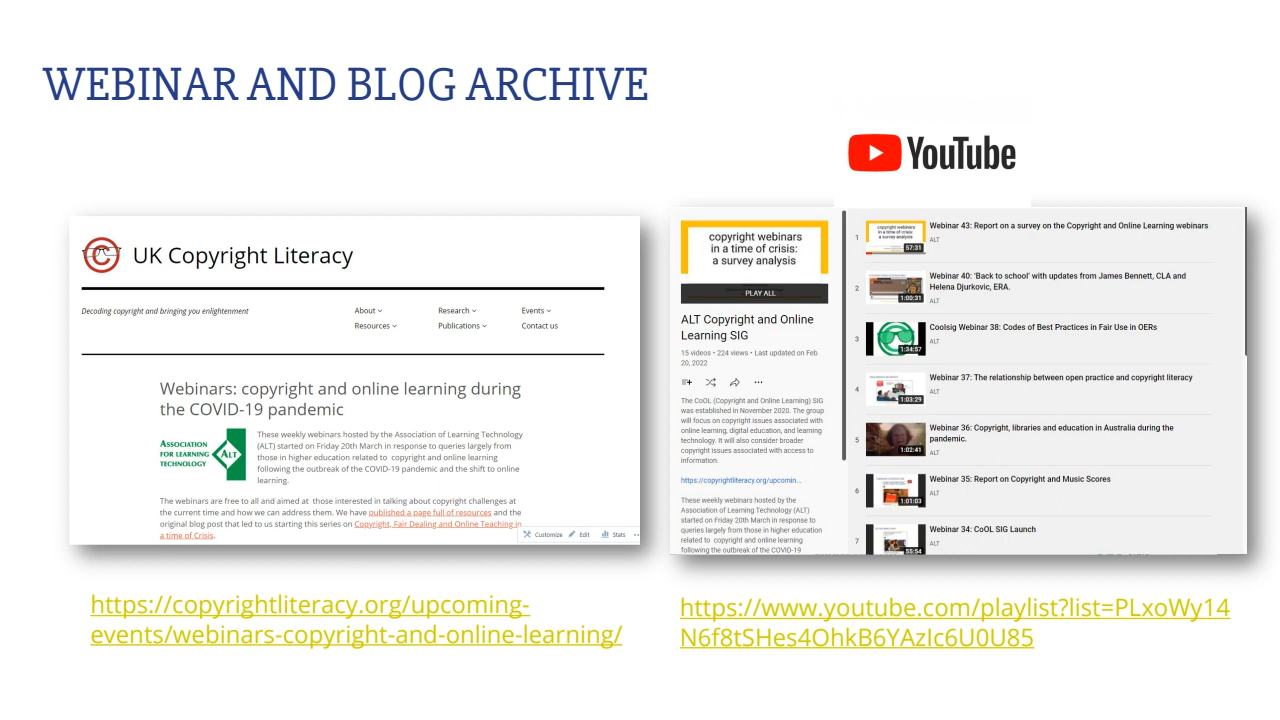 WEBINAR AND BLOG ARCHIVE
YouTube
UK Copyright Literacy
Decoding copyright and bringing you enlightenment
About
Research
Events
Resources
Publications
Contact us
Webinars: copyright and online learning during
the COVID-19 pandemic
ASSOCIATION
FOR LEARNING
TECHNOLOGY
ALT
These weekly webinars hosted by the Association of Learning Technology
(ALT) started on Friday 20th March in response to queries largely from
those in higher education related to copyright and online learning
following the outbreak of the COVID-19 pandemic and the shift to online
learning.
The webinars are free to all and aimed at those interested in talking about copyright challenges at
the current time and how we can address them. We have published a page full of resources and the
original blog post that led to us starting this series on Copyright, Fair Dealing and Online Teaching in
a time of Crisis.
Customize
Edit
Stats
https://copyrightliteracy.org/upcoming-
events/webinars-copyright-and-online-learning/
copyright webinars
in a time of crisis:
a survey analysis
PLAY ALL
ALT Copyright and Online
Learning SIG
15 videos • 224 views • Last updated on Feb
20, 2022
The CoOL (Copyright and Online Learning) SIG
was established in November 2020. The group
will focus on copyright issues associated with
online learning, digital education, and learning
technology. It will also consider broader
copyright issues associated with access to
information.
https://copyrightliteracy.org/upcomin...
These weekly webinars hosted by the
Association of Learning Technology (ALT)
started on Friday 20th March in response to
queries largely from those in higher education
related to copyright and online learning
following the outbreak of the COVID-19
1
copyright webinars
in a time of crisis:
a survey analysis
57:31
Webinar 43: Report on a survey on the Copyright and Online Learning webinars
ALT
2
1:00:31
Webinar 40: 'Back to school' with updates from James Bennett, CLA and
Helena Djurkovic, ERA.
ALT
3
1:34:57
Coolsig Webinar 38: Codes of Best Practices in Fair Use in OERs
ALT
4
1:03:29
Webinar 37: The relationship between open practice and copyright literacy
ALT
5
1:02:41
Webinar 36: Copyright, libraries and education in Australia during the
pandemic.
ALT
6
1:01:03
Webinar 35: Report on Copyright and Music Scores
ALT
7
55:54
Webinar 34: CoOL SIG Launch
ALT
https://www.youtube.com/playlist?list=PLxoWy14
N6f8tSHes4OhkB6YAzIc6U0U85